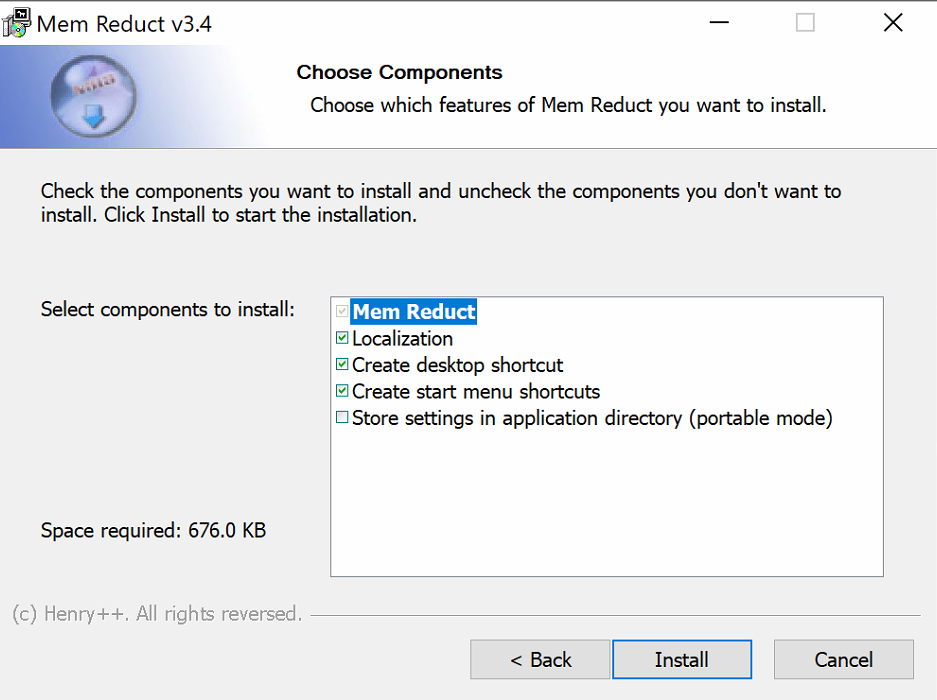 Mem Reduct v3.4
Choose Components
Choose which features of Mem Reduct you want to install.
Check the components you want to install and uncheck the components you don't want to
install. Click Install to start the installation.
Select components to install:
Mem Reduct
Localization
Create desktop shortcut
Create start menu shortcuts
Store settings in application directory (portable mode)
Space required: 676.0 KB
(c) Henry++. All rights reversed.
< Back
Install
Cancel